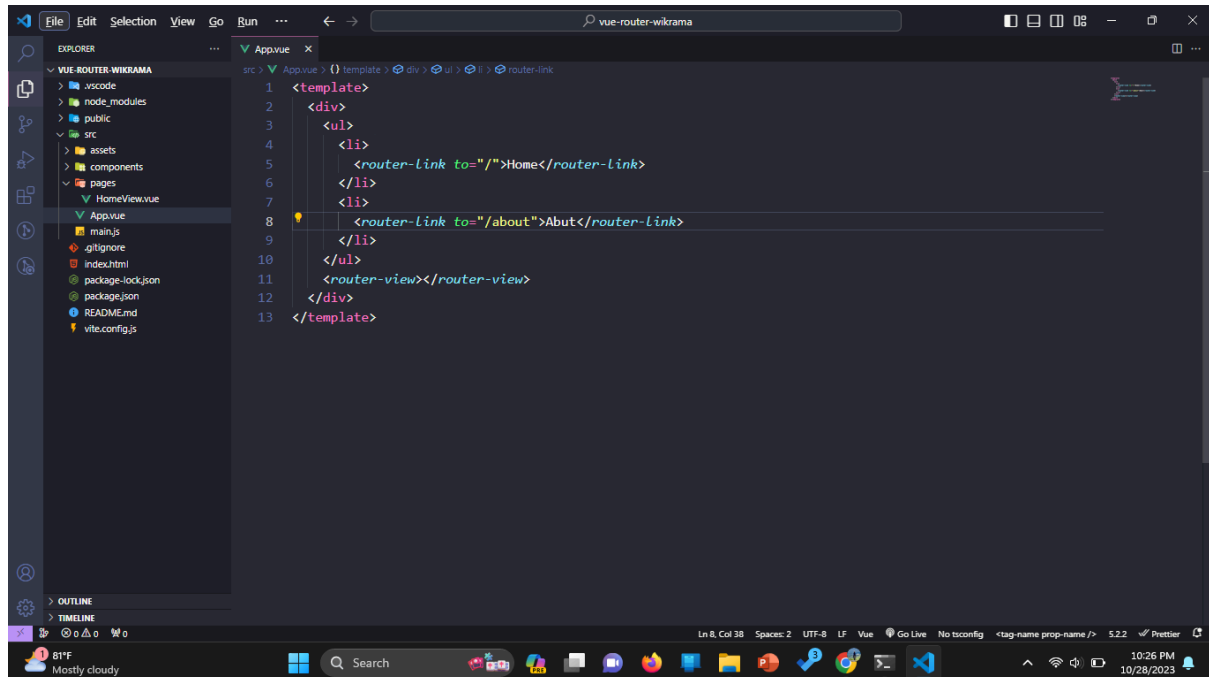 File Edit Selection View Go Run ··· vue-router-wikrama
EXPLORER ···
App.vue
VUE-ROUTER-WIKRAMA
.vscode
node_modules
public
src
assets
components
pages
HomeView.vue
App.vue
main.js
.gitignore
index.html
package-lock.json
package.json
README.md
vite.config.js
OUTLINE
TIMELINE
src > App.vue > {} template > div > ul > li > router-link
1 <template>
2 <div>
3 <ul>
4 <li>
5 <router-link to="/">Home</router-link>
6 </li>
7 <li>
8 <router-link to="/about">Abut</router-link>
9 </li>
10 </ul>
11 <router-view></router-view>
12 </div>
13 </template>
0 0 0 Ln 8, Col 38 Spaces: 2 UTF-8 LF Vue Go Live No tsconfig <tag-name prop-name /> 5.2.2 Prettier
1 81°F
Mostly cloudy
Search
PRE
3
10:26 PM
10/28/2023